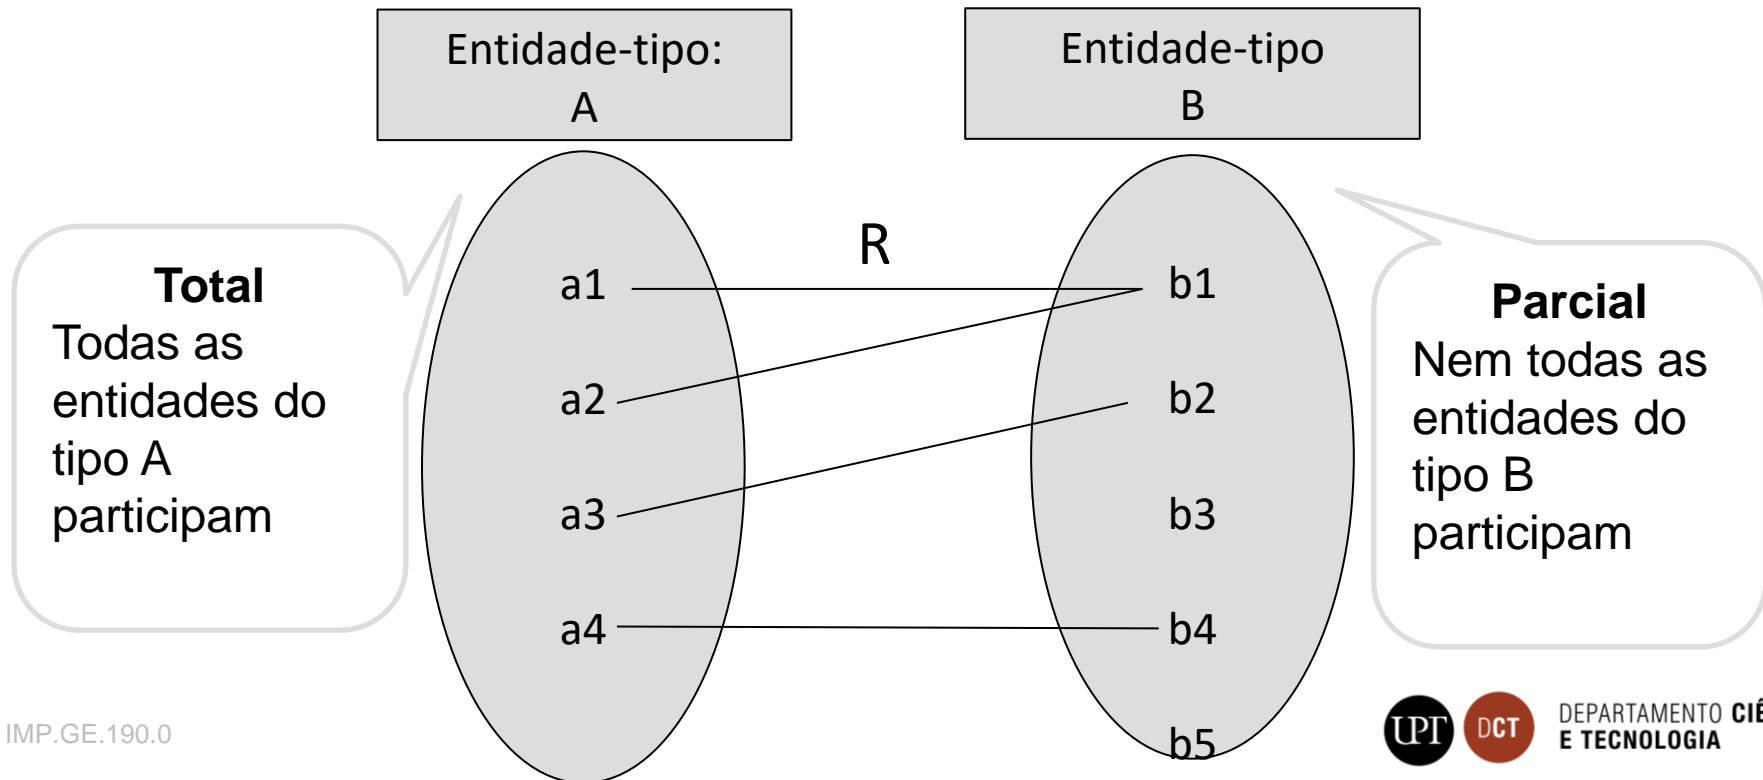 Entidade-tipo:
A
Entidade-tipo
B
Total
Todas as
entidades do
tipo A
participam
R
a1
a2
a3
a4
b1
b2
b3
b4
b5
Parcial
Nem todas as
entidades do
tipo B
participam
IMP.GE.190.0
UPT
DCT
DEPARTAMENTO CIÊ
E TECNOLOGIA